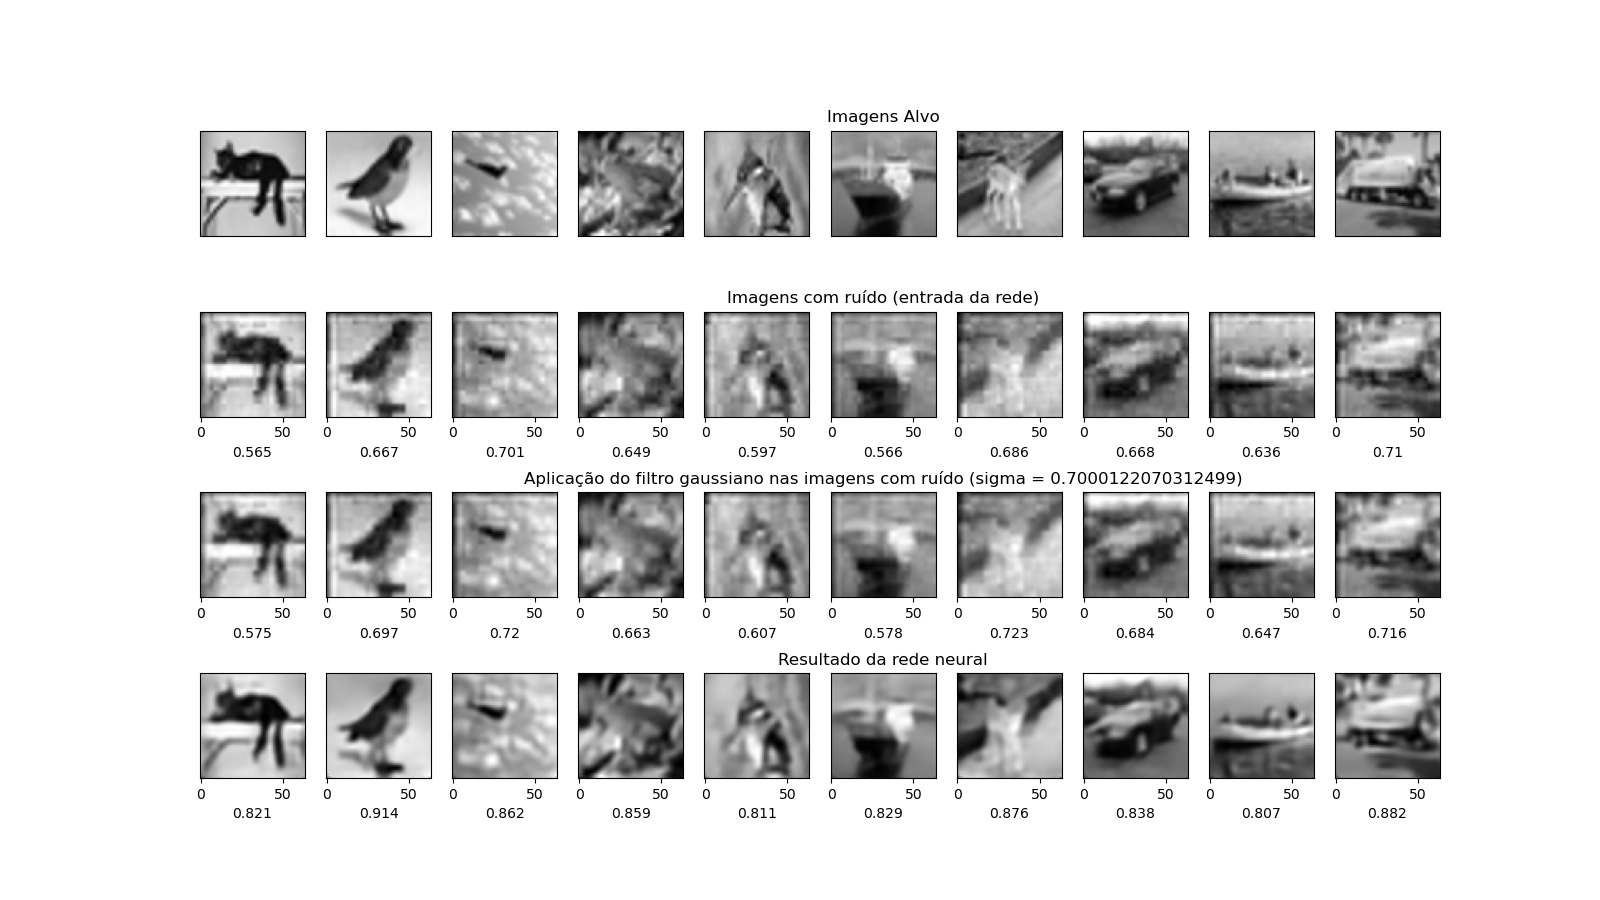 Imagens Alvo
Imagens com ruído (entrada da rede)
0 50 0 50 0 50 0 50 0 50 0 50 0 50 0 50 0 50 0 50
0.565 0.667 0.701 0.649 0.597 0.566 0.686 0.668 0.636 0.71
Aplicação do filtro gaussiano nas imagens com ruído (sigma = 0.7000122070312499)
0 50 0 50 0 50 0 50 0 50 0 50 0 50 0 50 0 50 0 50
0.575 0.697 0.72 0.663 0.607 0.578 0.723 0.684 0.647 0.716
Resultado da rede neural
0 50 0 50 0 50 0 50 0 50 0 50 0 50 0 50 0 50 0 50
0.821 0.914 0.862 0.859 0.811 0.829 0.876 0.838 0.807 0.882